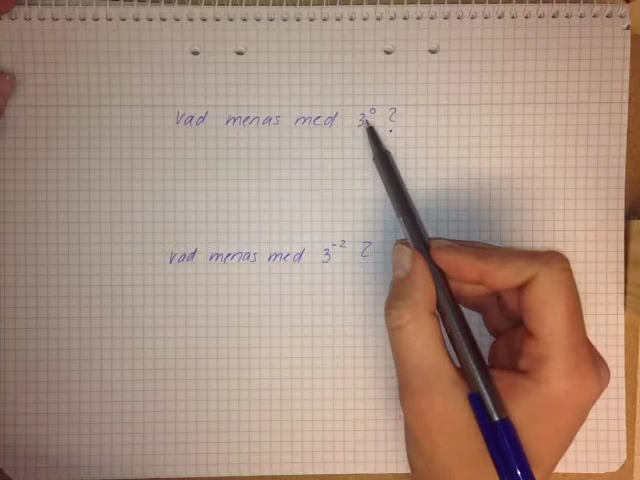 vad menas med 3⁰ ?
vad menas med 3⁻² ?